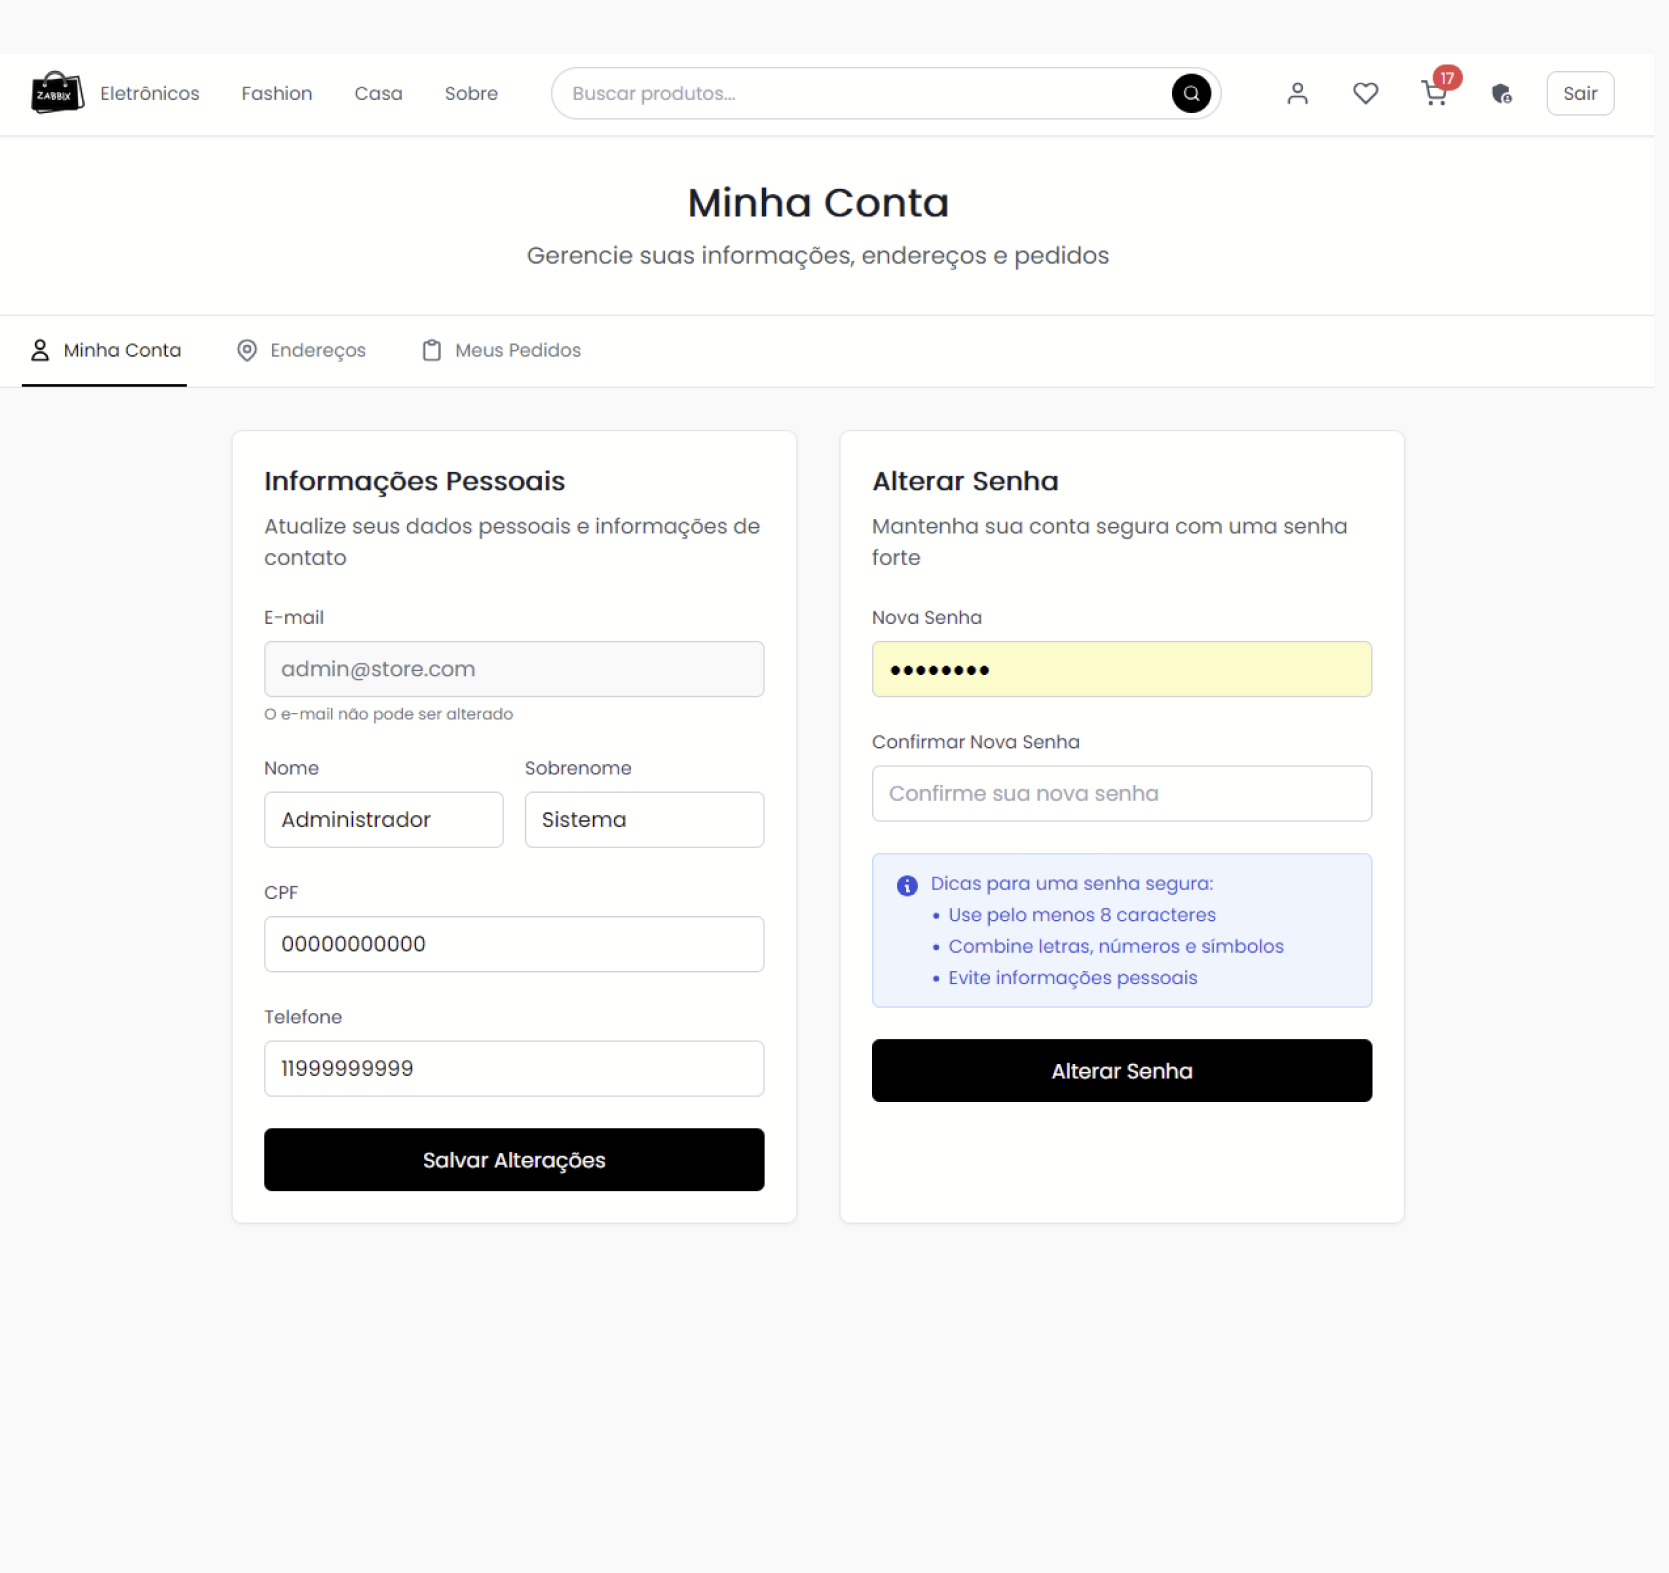 ZABBIX
Eletrônicos
Fashion
Casa
Sobre
Buscar produtos...
17
Sair
Minha Conta
Gerencie suas informações, endereços e pedidos
Minha Conta
Endereços
Meus Pedidos
Informações Pessoais
Atualize seus dados pessoais e informações de
contato
E-mail
admin@store.com
O e-mail não pode ser alterado
Nome
Sobrenome
Administrador
Sistema
CPF
00000000000
Telefone
11999999999
Salvar Alterações
Alterar Senha
Mantenha sua conta segura com uma senha
forte
Nova Senha
••••••••
Confirmar Nova Senha
Confirme sua nova senha
Dicas para uma senha segura:
• Use pelo menos 8 caracteres
• Combine letras, números e símbolos
• Evite informações pessoais
Alterar Senha